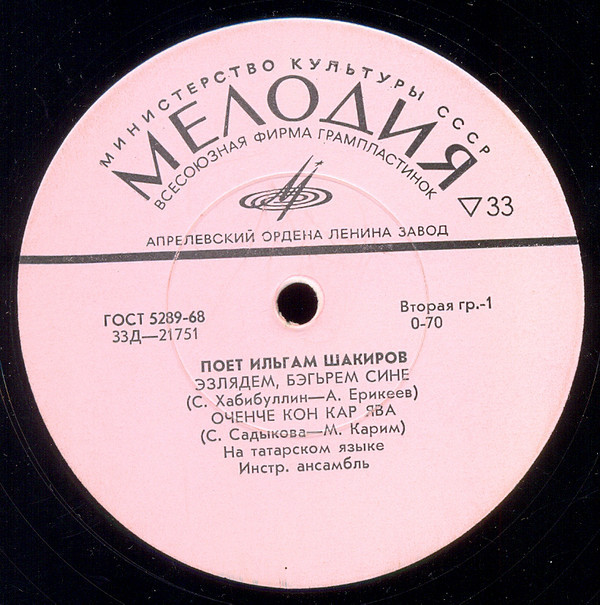 МИНИСТЕРСТВО КУЛЬТУРЫ СССР
МЕЛОДИЯ
ВСЕСОЮЗНАЯ ФИРМА ГРАМПЛАСТИНОК
▽33
АПРЕЛЕВСКИЙ ОРДЕНА ЛЕНИНА ЗАВОД
ГОСТ 5289-68
33Д—21751
Вторая гр.-1
0-70
ПОЕТ ИЛЬГАМ ШАКИРОВ
ЭЗЛЯДЕМ, БЭГЬРЕМ СИНЕ
(С. Хабибуллин—А. Ерикеев)
ОЧЕНЧЕ КОН КАР ЯВА
(С. Садыкова—М. Карим)
На татарском языке
Инстр. ансамбль